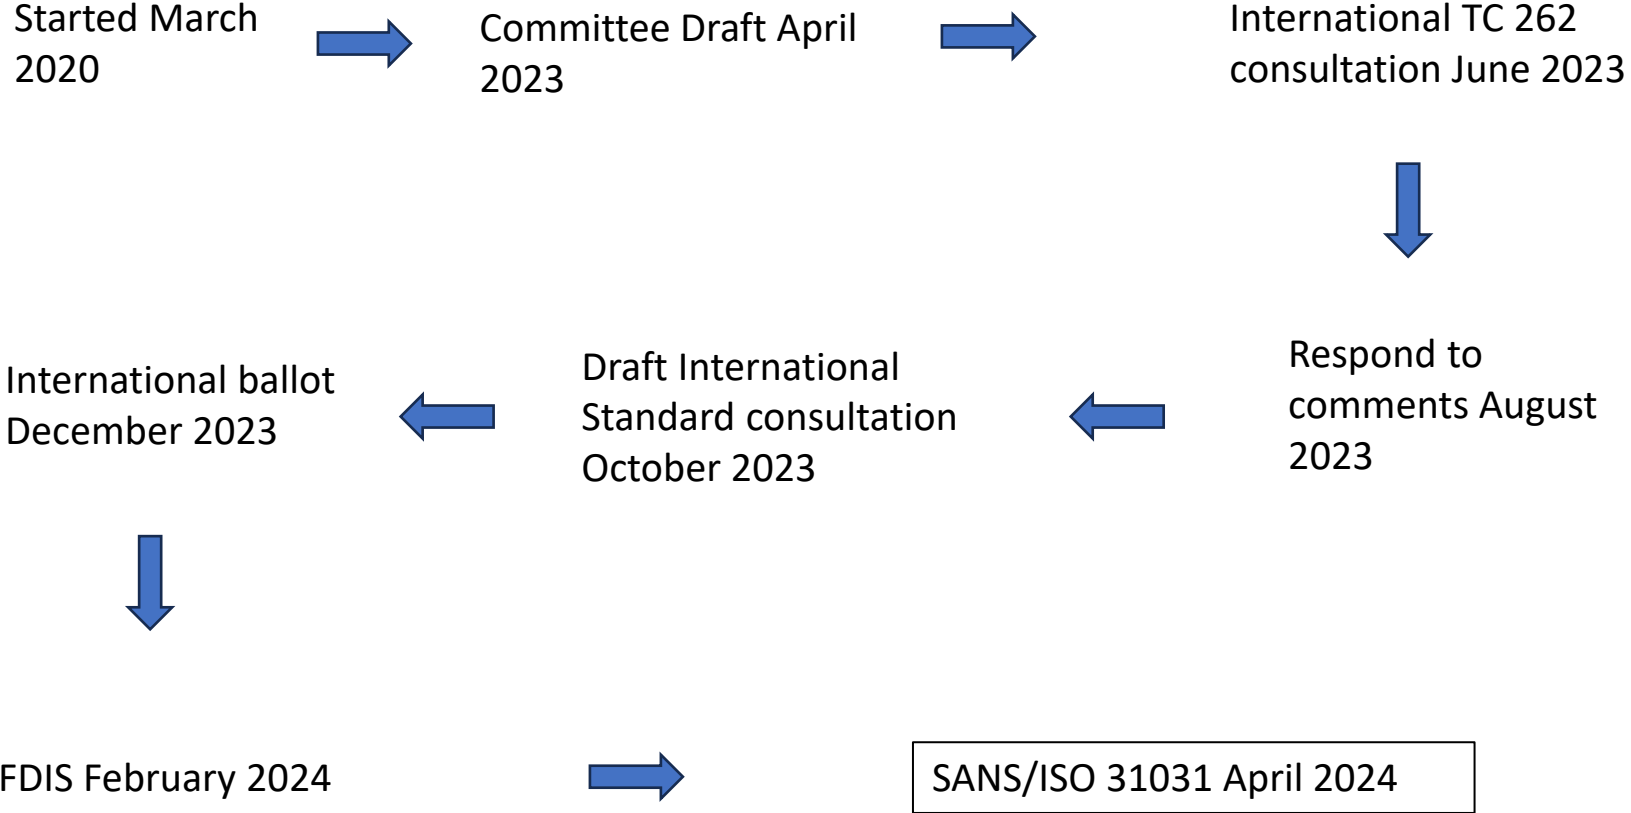 Started March
2020
Committee Draft April
2023
International TC 262
consultation June 2023
Respond to
comments August
2023
Draft International
Standard consultation
October 2023
International ballot
December 2023
FDIS February 2024
SANS/ISO 31031 April 2024